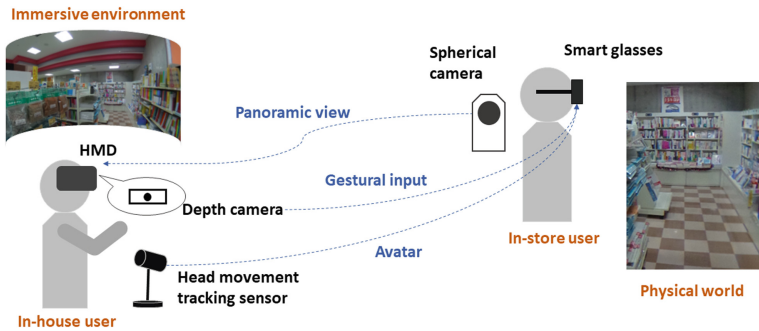 Immersive environment
Spherical
camera
Smart glasses
Panoramic view
HMD
Gestural input
Depth camera
In-store user
Avatar
Head movement
tracking sensor
Physical world
In-house user